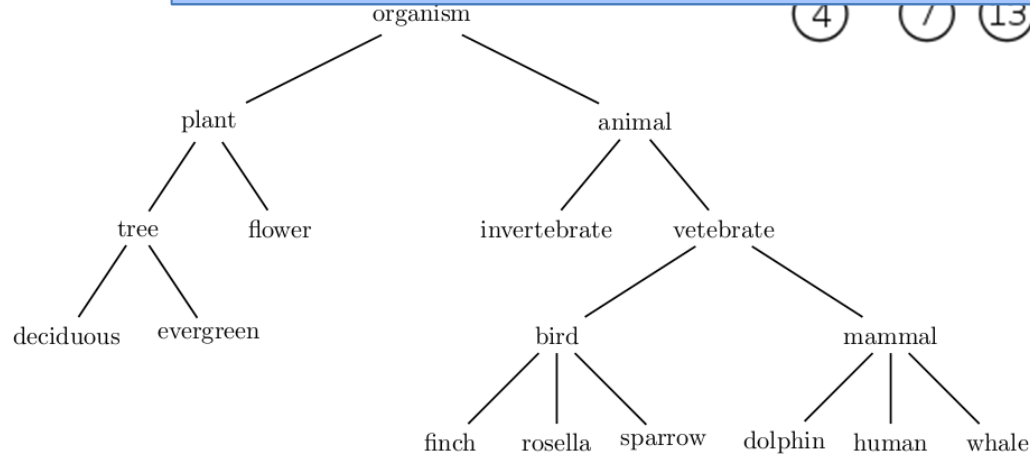 organism
4 7 13
plant animal
tree flower invertebrate vetebrate
deciduous evergreen bird mammal
finch rosella sparrow dolphin human whale